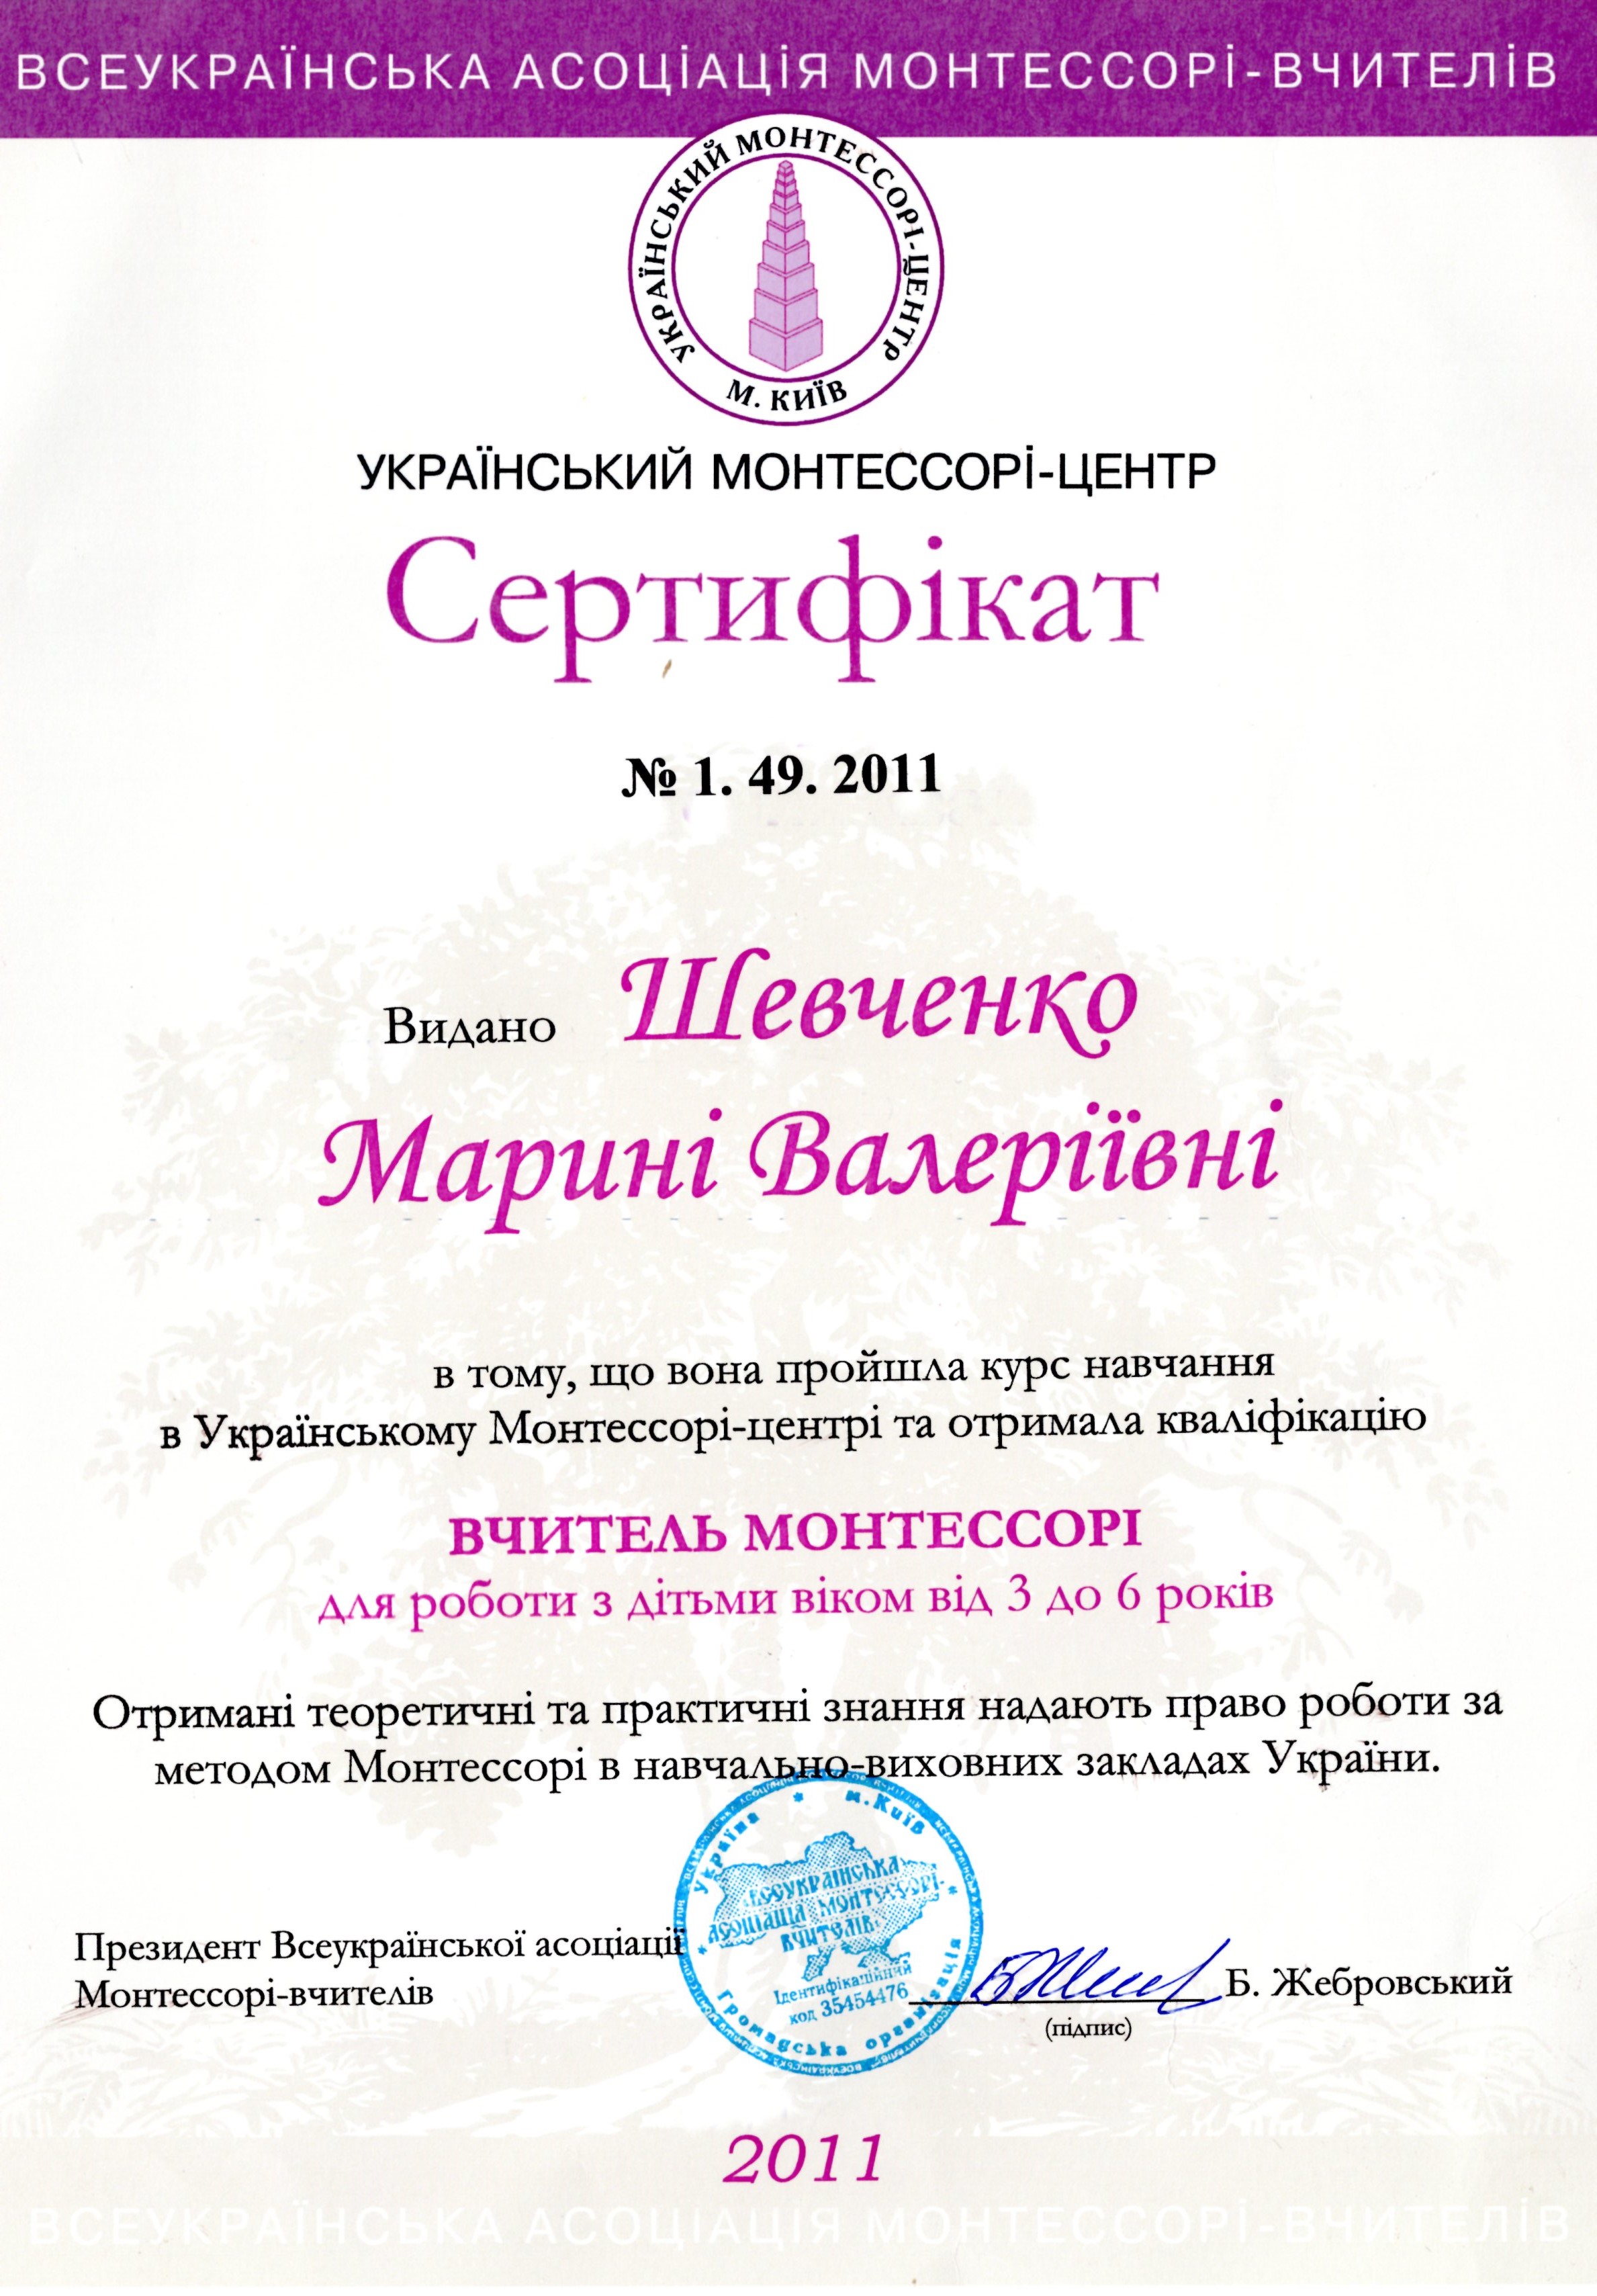 ВСЕУКРАЇНСЬКА АСОЦІАЦІЯ МОНТЕССОРІ-ВЧИТЕЛІВ
УКРАЇНСЬКИЙ МОНТЕССОРІ-ЦЕНТР
М. КИЇВ
УКРАЇНСЬКИЙ МОНТЕССОРІ-ЦЕНТР
Сертифікат
№ 1. 49. 2011
Видано Шевченко
Марині Валеріївні
в тому, що вона пройшла курс навчання
в Українському Монтессорі-центрі та отримала кваліфікацію
ВЧИТЕЛЬ МОНТЕССОРІ
для роботи з дітьми віком від 3 до 6 років
Отримані теоретичні та практичні знання надають право роботи за
методом Монтессорі в навчально-виховних закладах України.
Україна * м. Київ
ВСЕУКРАЇНСЬКА
АСОЦІАЦІЯ МОНТЕССОРІ-
ВЧИТЕЛІВ
Ідентифікаційний
код 35454476
Громадська організація
Президент Всеукраїнської асоціації
Монтессорі-вчителів
Б. Жебровський
(підпис)
2011
ВСЕУКРАЇНСЬКА АСОЦІАЦІЯ МОНТЕССОРІ-ВЧИТЕЛІВ